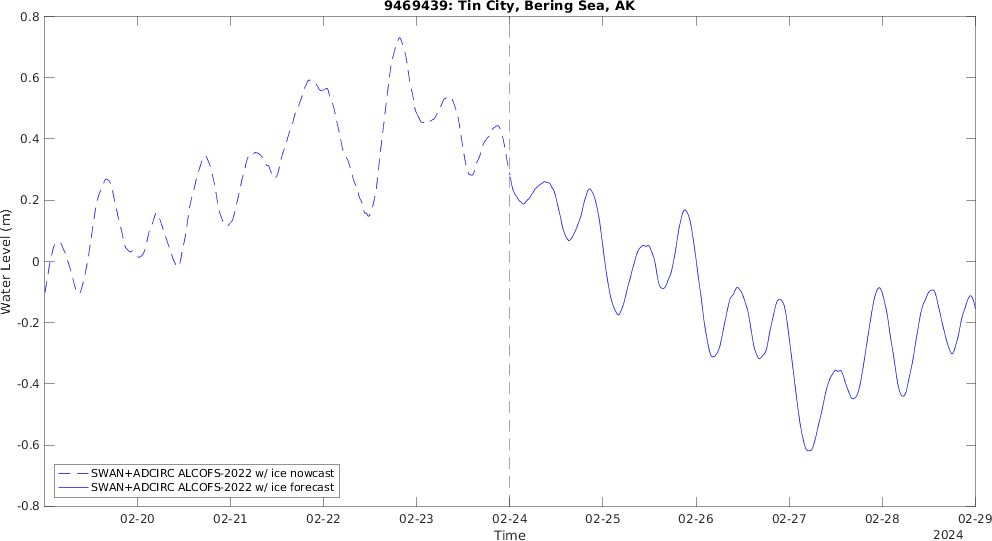 9469439: Tin City, Bering Sea, AK
0.8
0.6
0.4
0.2
0
-0.2
-0.4
-0.6
-0.8
Water Level (m)
SWAN+ADCIRC ALCOFS-2022 w/ ice nowcast
SWAN+ADCIRC ALCOFS-2022 w/ ice forecast
02-20 02-21 02-22 02-23 02-24 02-25 02-26 02-27 02-28 02-29
Time
2024